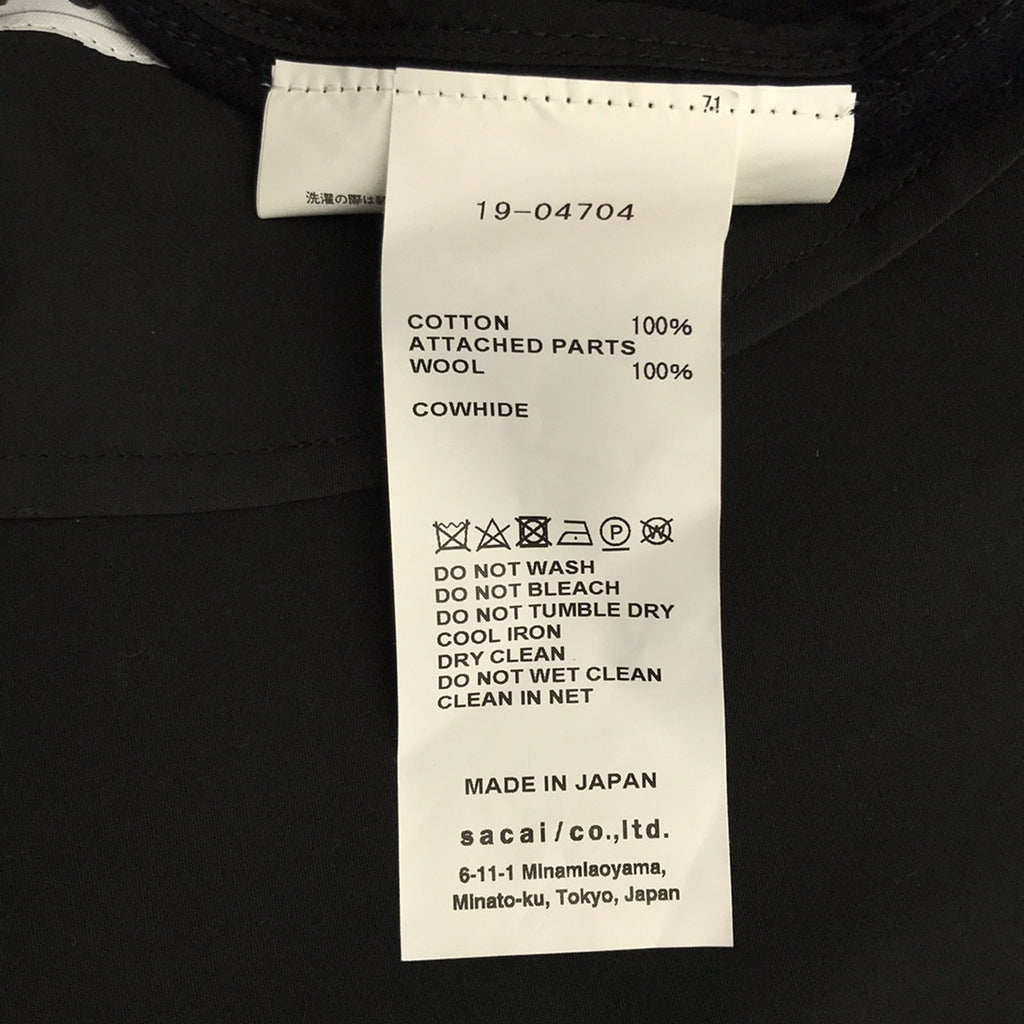 71
洗濯の際は
19-04704
COTTON 100%
ATTACHED PARTS
WOOL 100%
COWHIDE
P
W
DO NOT WASH
DO NOT BLEACH
DO NOT TUMBLE DRY
COOL IRON
DRY CLEAN
DO NOT WET CLEAN
CLEAN IN NET
MADE IN JAPAN
sacai/co.,ltd.
6-11-1 Minamiaoyama,
Minato-ku, Tokyo, Japan